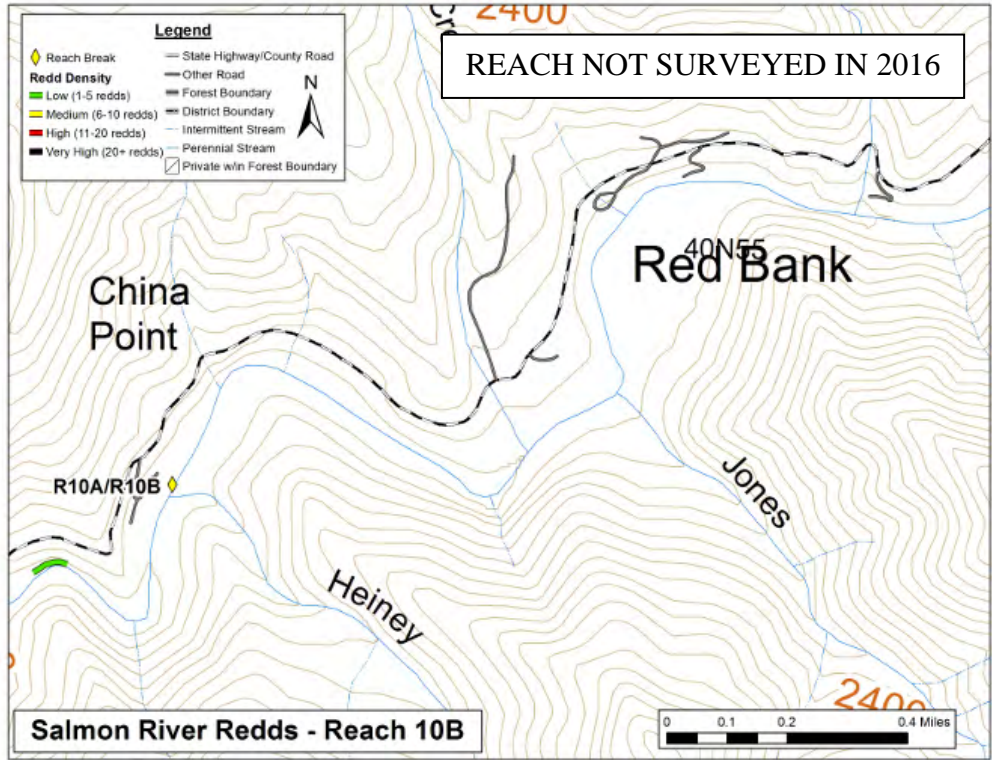 Legend
Reach Break
Redd Density
Low (1-5 redds)
Medium (6-10 redds)
High (11-20 redds)
Very High (20+ redds)
State Highway/County Road
Other Road
Forest Boundary
District Boundary
Intermittent Stream
Perennial Stream
Private w/in Forest Boundary
N
2400
REACH NOT SURVEYED IN 2016
40N55
Red Bank
China
Point
R10A/R10B
Jones
Heiney
2400
Salmon River Redds - Reach 10B
0 0.1 0.2 0.4 Miles